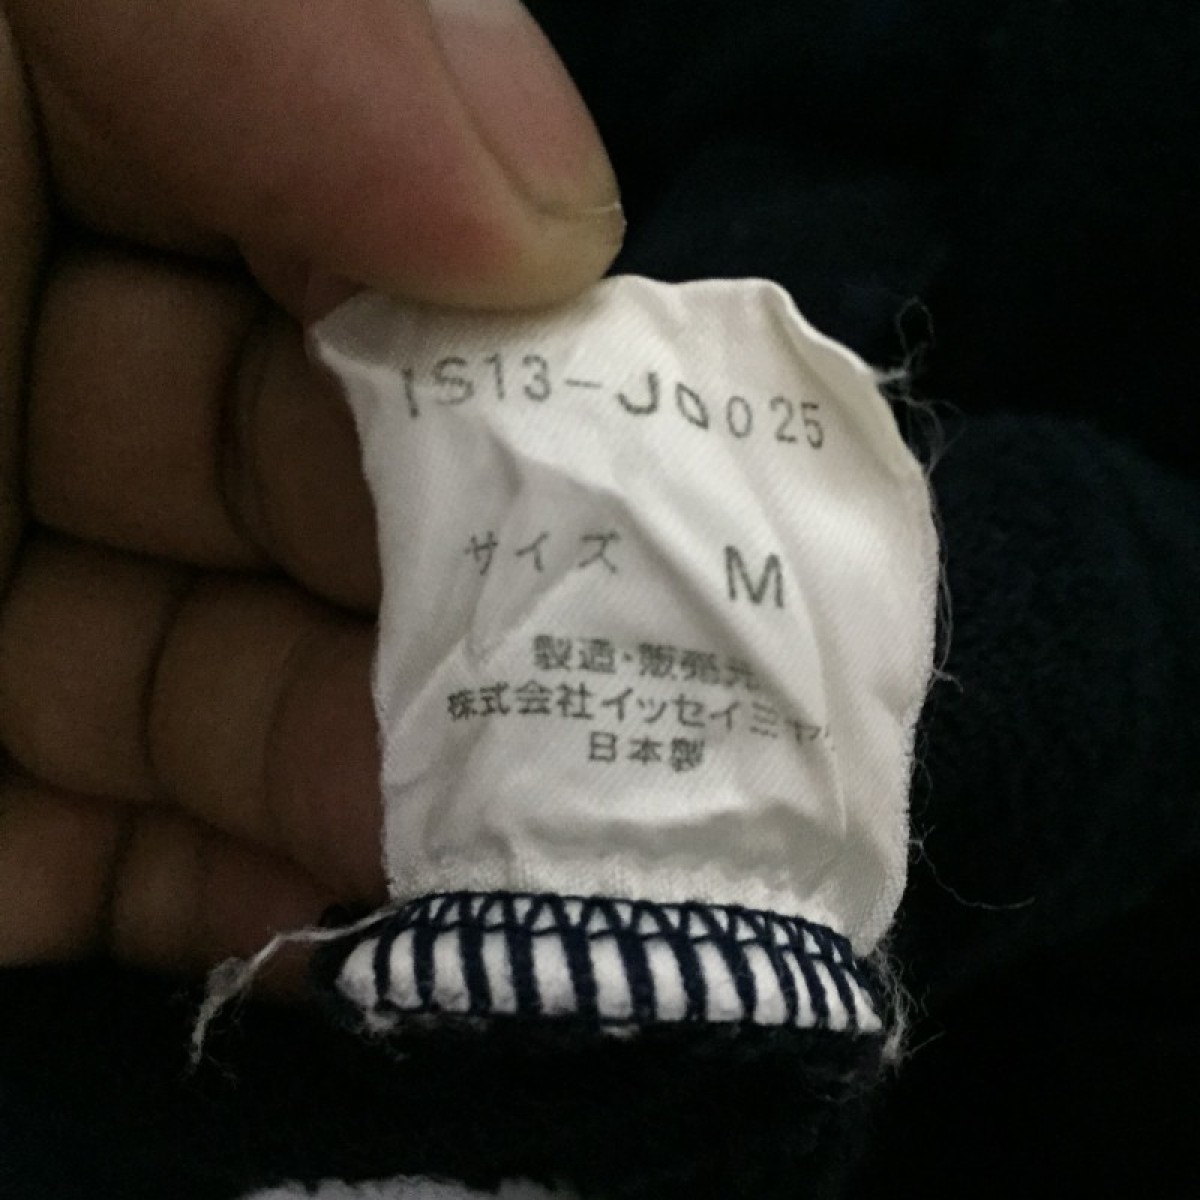 IS13-J0025
サイズ M
製造・販売元
株式会社イッセイミヤ
日本製